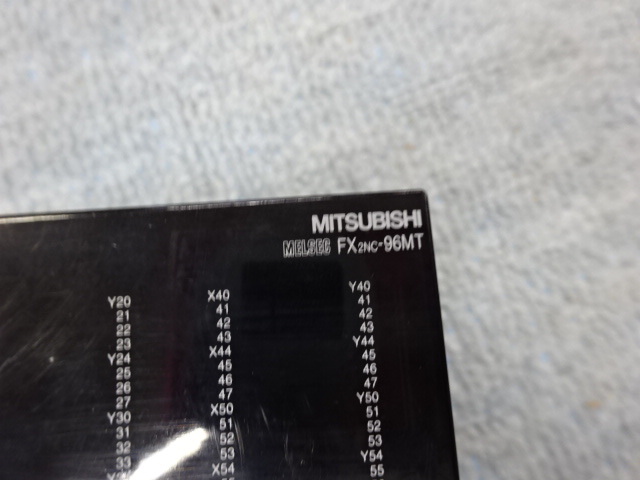 MITSUBISHI
MELSEC FX2NC-96MT
Y20
21
22
23
Y24
25
26
27
Y30
31
32
33
X40
41
42
43
X44
45
46
47
X50
51
52
53
X54
Y40
41
42
43
Y44
45
46
47
Y50
51
52
53
Y54
55